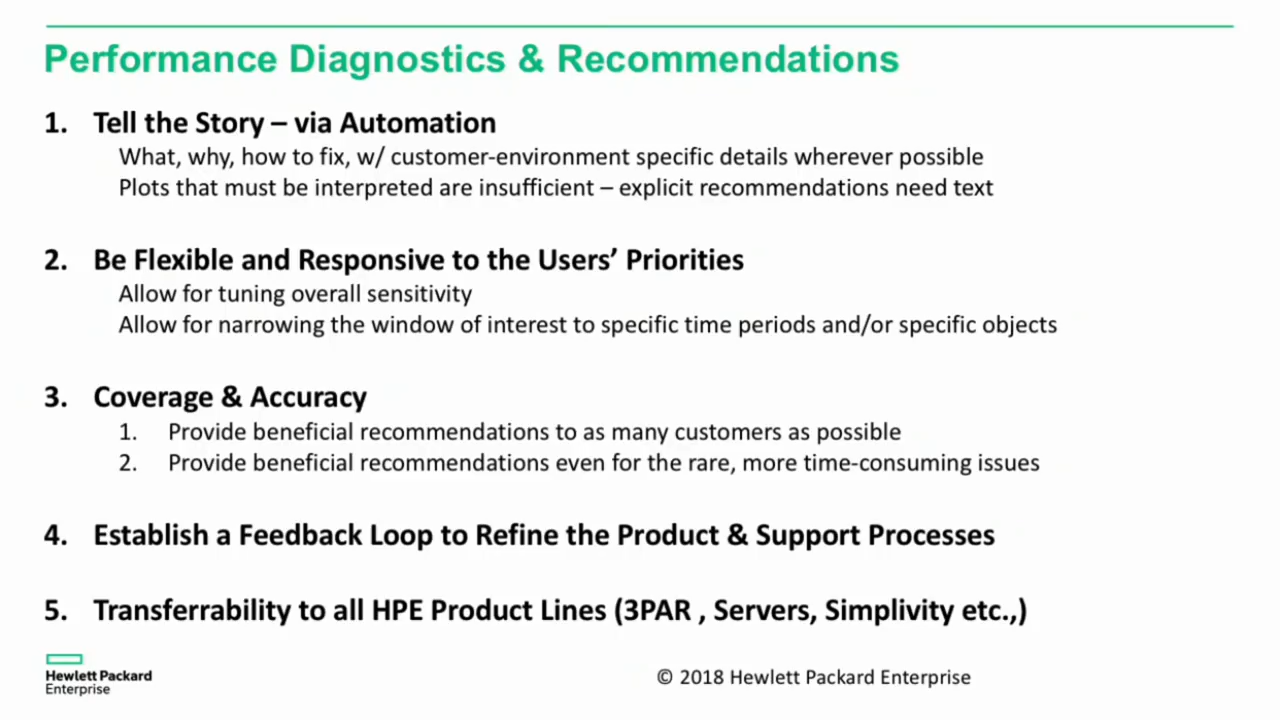 Performance Diagnostics & Recommendations
1. Tell the Story – via Automation
What, why, how to fix, w/ customer-environment specific details wherever possible
Plots that must be interpreted are insufficient – explicit recommendations need text
2. Be Flexible and Responsive to the Users’ Priorities
Allow for tuning overall sensitivity
Allow for narrowing the window of interest to specific time periods and/or specific objects
3. Coverage & Accuracy
1. Provide beneficial recommendations to as many customers as possible
2. Provide beneficial recommendations even for the rare, more time-consuming issues
4. Establish a Feedback Loop to Refine the Product & Support Processes
5. Transferrability to all HPE Product Lines (3PAR , Servers, Simplivity etc.,)
Hewlett Packard
Enterprise
© 2018 Hewlett Packard Enterprise